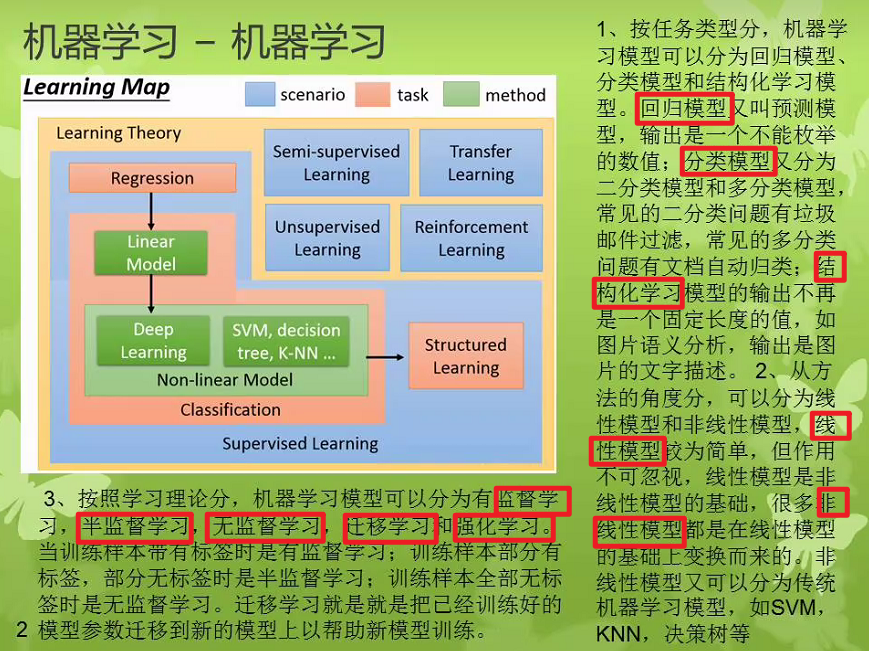 机器学习 - 机器学习
Learning Map
scenario
task
method
Learning Theory
Regression
Semi-supervised
Learning
Transfer
Learning
Linear
Model
Unsupervised
Learning
Reinforcement
Learning
Deep
Learning
SVM, decision
tree, K-NN ...
Structured
Learning
Non-linear Model
Classification
Supervised Learning
1、按任务类型分，机器学
习模型可以分为回归模型、
分类模型和结构化学习模
型。回归模型又叫预测模
型，输出是一个不能枚举
的数值；分类模型又分为
二分类模型和多分类模型，
常见的二分类问题有垃圾
邮件过滤，常见的多分类
问题有文档自动归类；结
构化学习模型的输出不再
是一个固定长度的值，如
图片语义分析，输出是图
片的文字描述。 2、从方
法的角度分，可以分为线
性模型和非线性模型，线
性模型较为简单，但作用
不可忽视，线性模型是非
线性模型的基础，很多非
线性模型都是在线性模型
的基础上变换而来的。非
线性模型又可以分为传统
机器学习模型，如SVM，
KNN，决策树等
3、按照学习理论分，机器学习模型可以分为有监督学
习，半监督学习，无监督学习，迁移学习和强化学习。
当训练样本带有标签时是有监督学习；训练样本部分有
标签，部分无标签时是半监督学习；训练样本全部无标
签时是无监督学习。迁移学习就是就是把已经训练好的
模型参数迁移到新的模型上以帮助新模型训练。
2